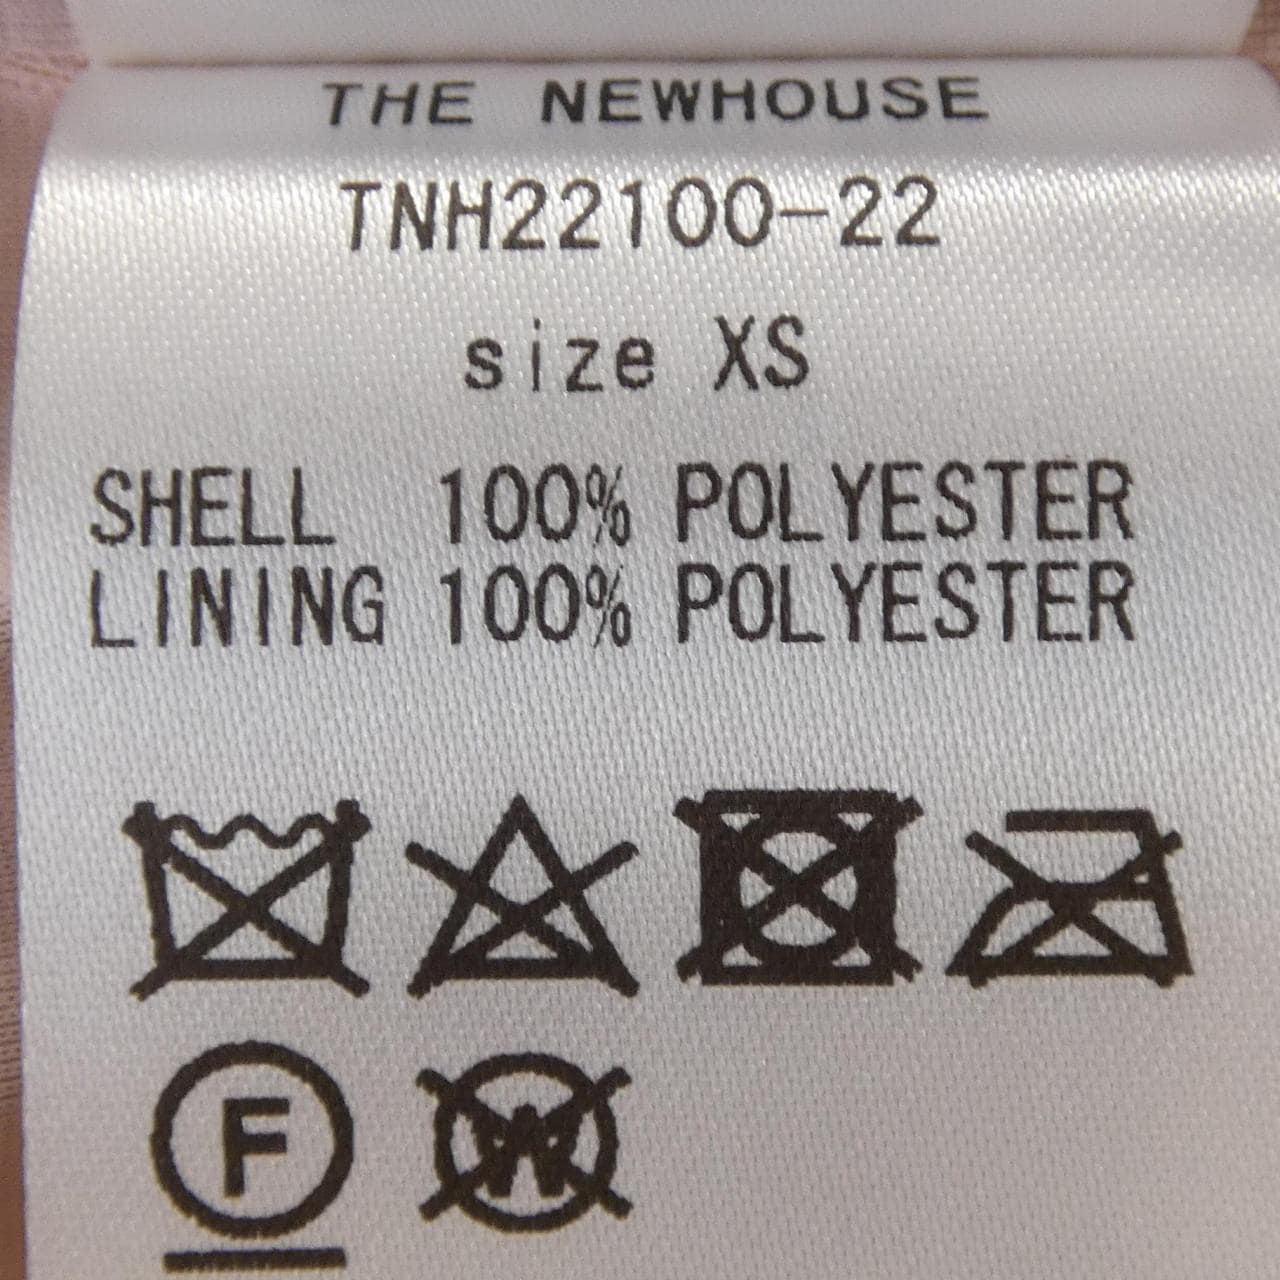 THE NEWHOUSE
TNH22100-22
size XS
SHELL 100% POLYESTER
LINING 100% POLYESTER
F
W